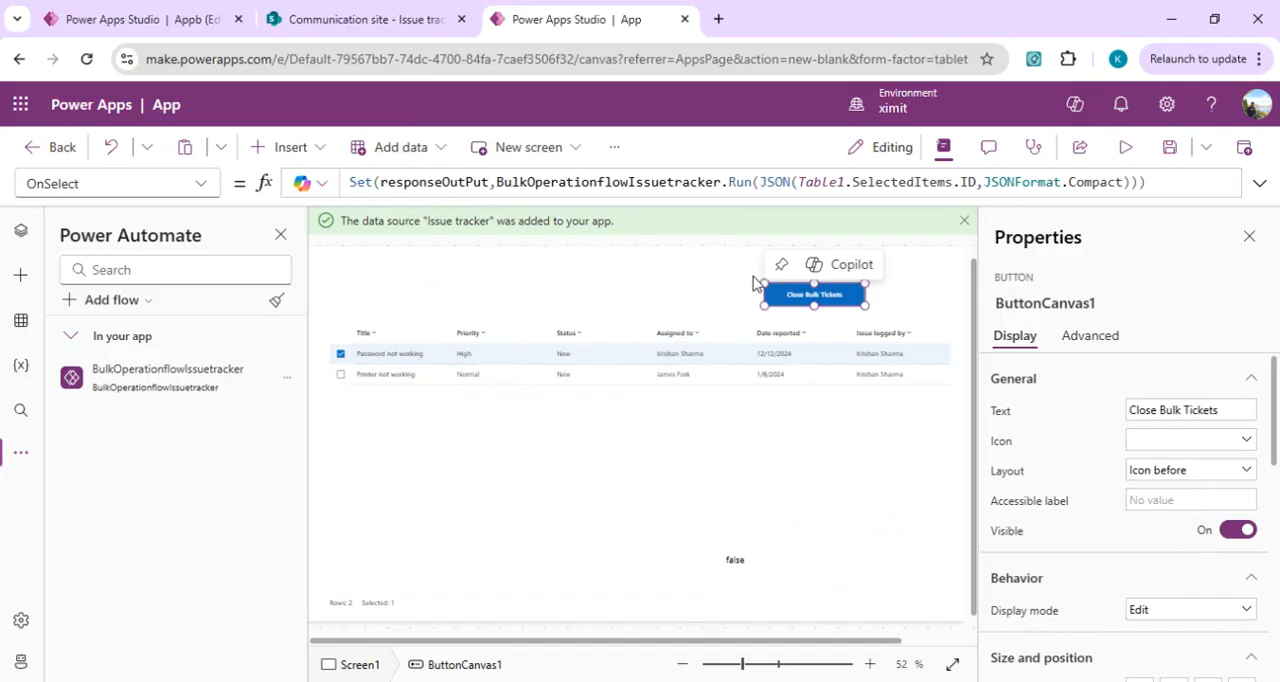 Power Apps Studio | Appb (Ed
Communication site - Issue trac
Power Apps Studio | App
make.powerapps.com/e/Default-79567bb7-74dc-4700-84fa-7caef3506f32/canvas?referrer=AppsPage&action=new-blank&form-factor=tablet
K
Relaunch to update
Power Apps | App
Environment
ximit
Back
Insert
Add data
New screen
Editing
OnSelect
= fx
Set(responseOutPut,BulkOperationflowIssuetracker.Run(JSON(Table1.SelectedItems.ID,JSONFormat.Compact)))
Power Automate
Search
Add flow
In your app
BulkOperationflowIssuetracker
BulkOperationflowIssuetracker
The data source "Issue tracker" was added to your app.
Copilot
Close Bulk Tickets
Title Priority Status Assigned to Date reported Issue logged by
Password not working High New Krishan Sharma 12/12/2024 Krishan Sharma
Printer not working Normal New James Fork 1/8/2024 Krishan Sharma
false
Rows: 2 Selected: 1
Screen1
ButtonCanvas1
52 %
Properties
BUTTON
ButtonCanvas1
Display Advanced
General
Text Close Bulk Tickets
Icon
Layout Icon before
Accessible label No value
Visible On
Behavior
Display mode Edit
Size and position